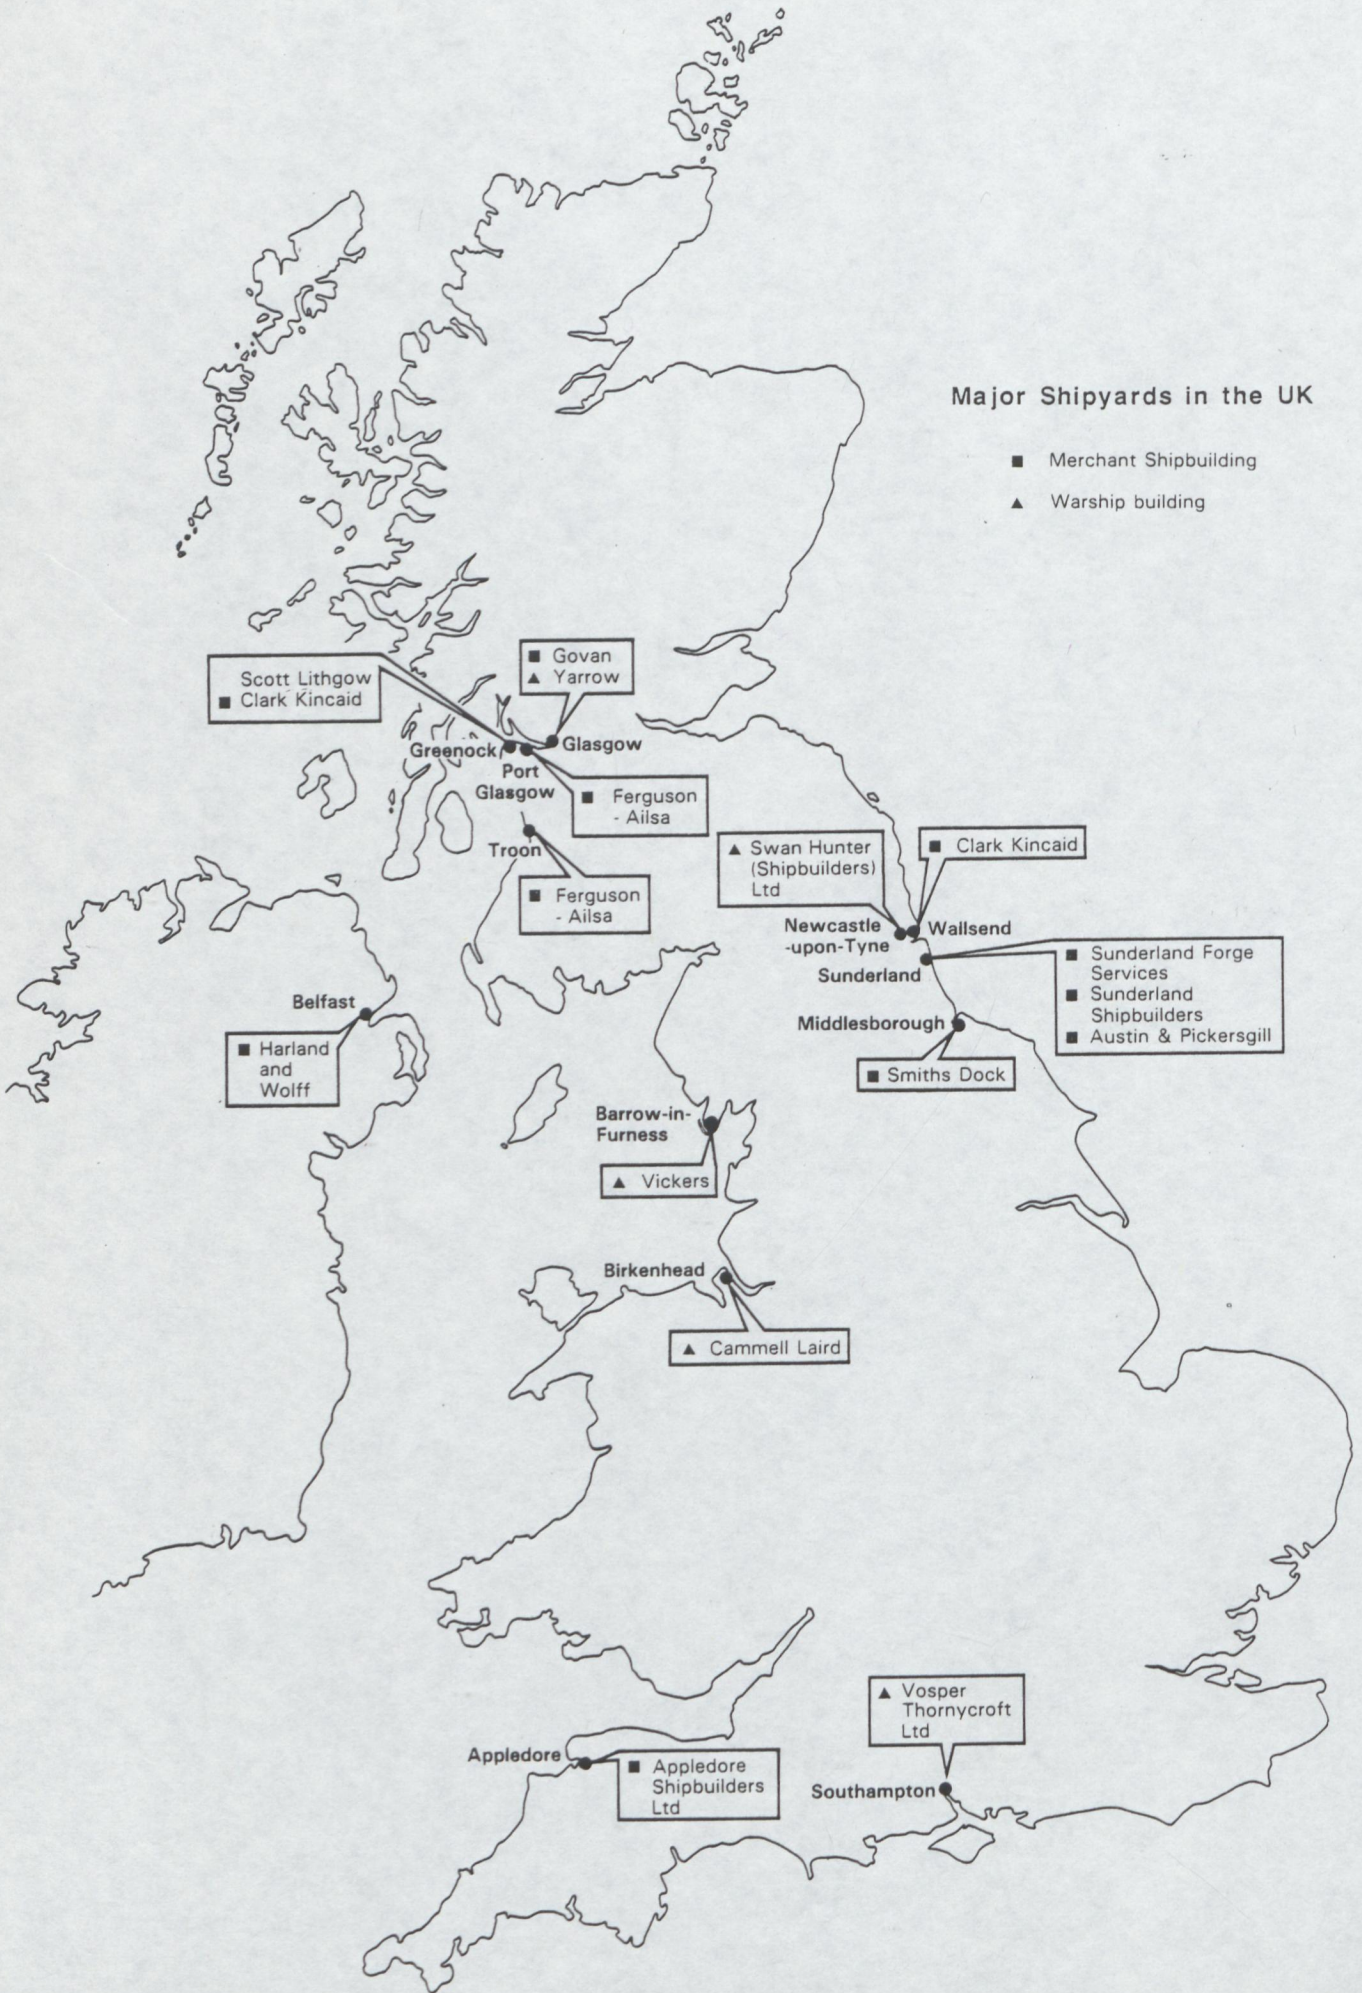 Major Shipyards in the UK
■ Merchant Shipbuilding
▲ Warship building
Scott Lithgow
■ Clark Kincaid
■ Govan
▲ Yarrow
Greenock
Glasgow
Port
Glasgow
■ Ferguson
- Ailsa
Troon
■ Ferguson
- Ailsa
▲ Swan Hunter
(Shipbuilders)
Ltd
■ Clark Kincaid
Newcastle
-upon-Tyne
Wallsend
Sunderland
■ Sunderland Forge
Services
■ Sunderland
Shipbuilders
■ Austin & Pickersgill
Belfast
■ Harland
and
Wolff
Middlesborough
■ Smiths Dock
Barrow-in-
Furness
▲ Vickers
Birkenhead
▲ Cammell Laird
▲ Vosper
Thornycroft
Ltd
Appledore
■ Appledore
Shipbuilders
Ltd
Southampton